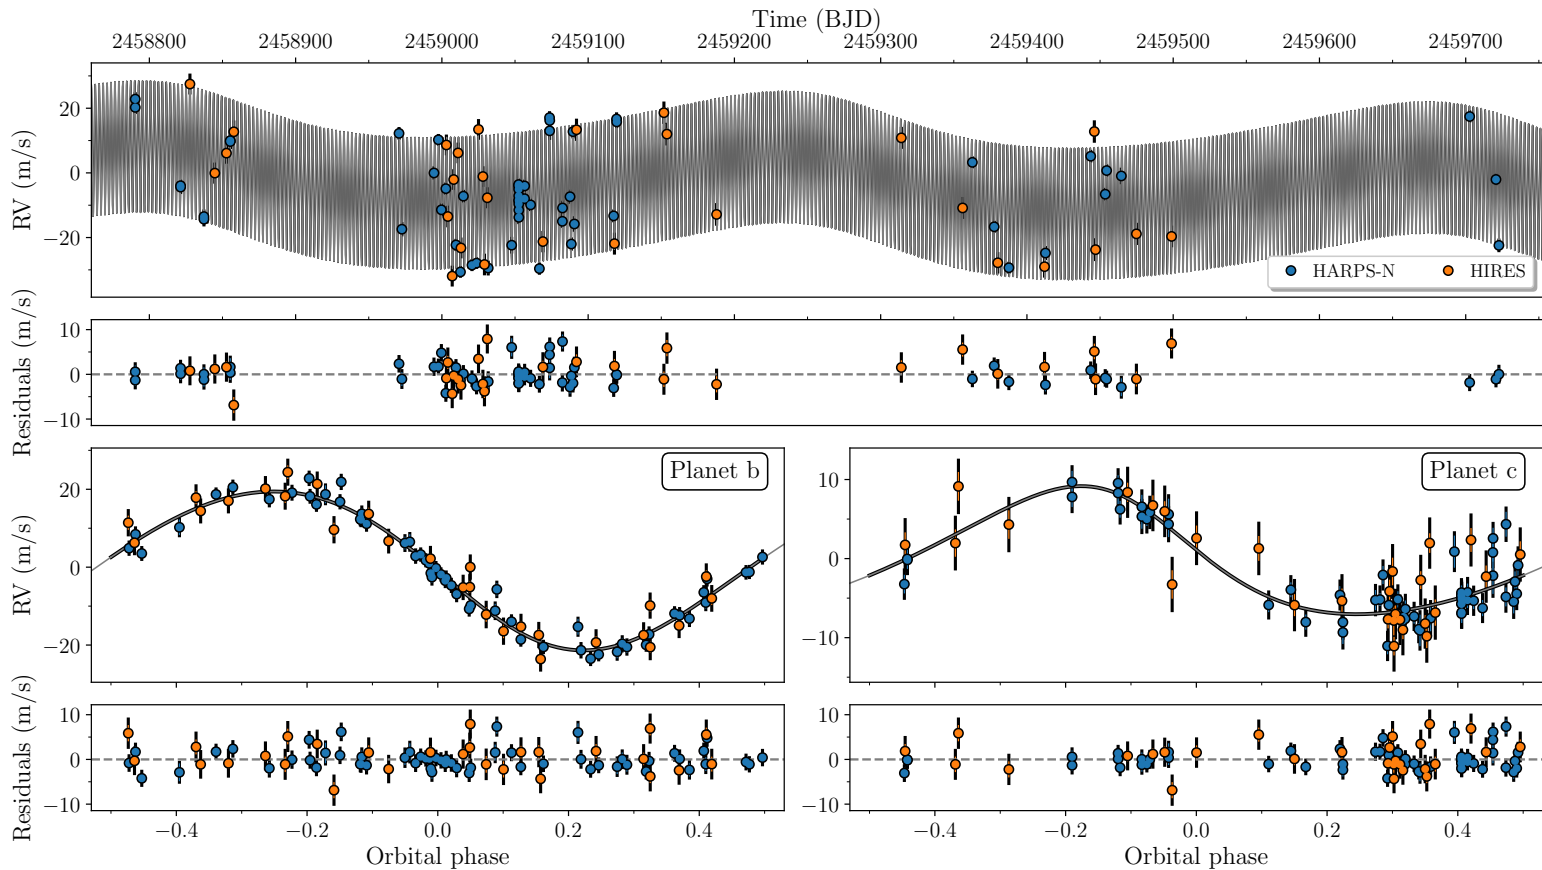 Time (BJD)
2458800 2458900 2459000 2459100 2459200 2459300 2459400 2459500 2459600 2459700
RV (m/s)
20
0
−20
HARPS-N HIRES
Residuals (m/s)
10
0
−10
Planet b
RV (m/s)
20
0
−20
Planet c
10
0
−10
Residuals (m/s)
10
0
−10
10
0
−10
−0.4 −0.2 0.0 0.2 0.4
−0.4 −0.2 0.0 0.2 0.4
Orbital phase
Orbital phase